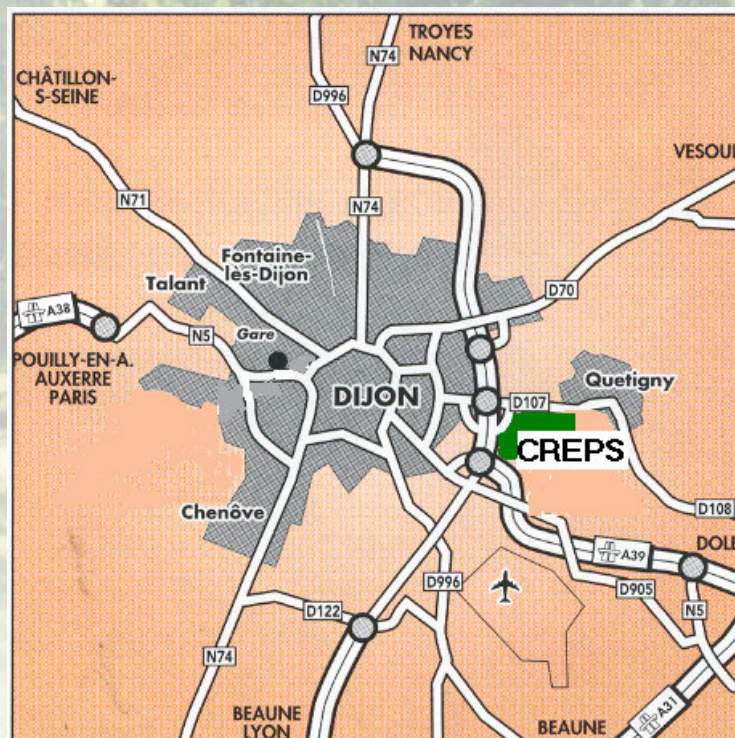 TROYES
NANCY
N74
CHÂTILLON-
S-SEINE
D996
VESOUL
N71
N74
Fontaine-
lès-Dijon
Talant
D70
A38
N5
Gare
POUILLY-EN-A.
AUXERRE
PARIS
DIJON
Quetigny
D107
CREPS
Chenôve
D108
DOLE
A39
D996
D905
D122
N5
N74
A31
BEAUNE
LYON
BEAUNE